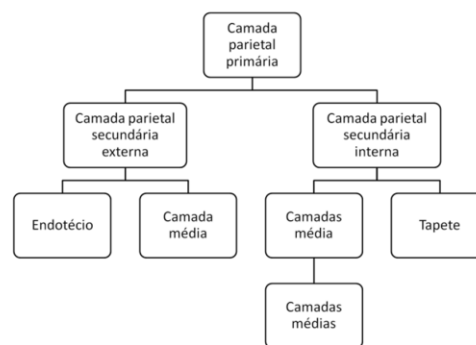 Camada
parietal
primária
Camada parietal
secundária
externa
Camada parietal
secundária
interna
Endotécio
Camada
média
Camadas
média
Tapete
Camadas
médias